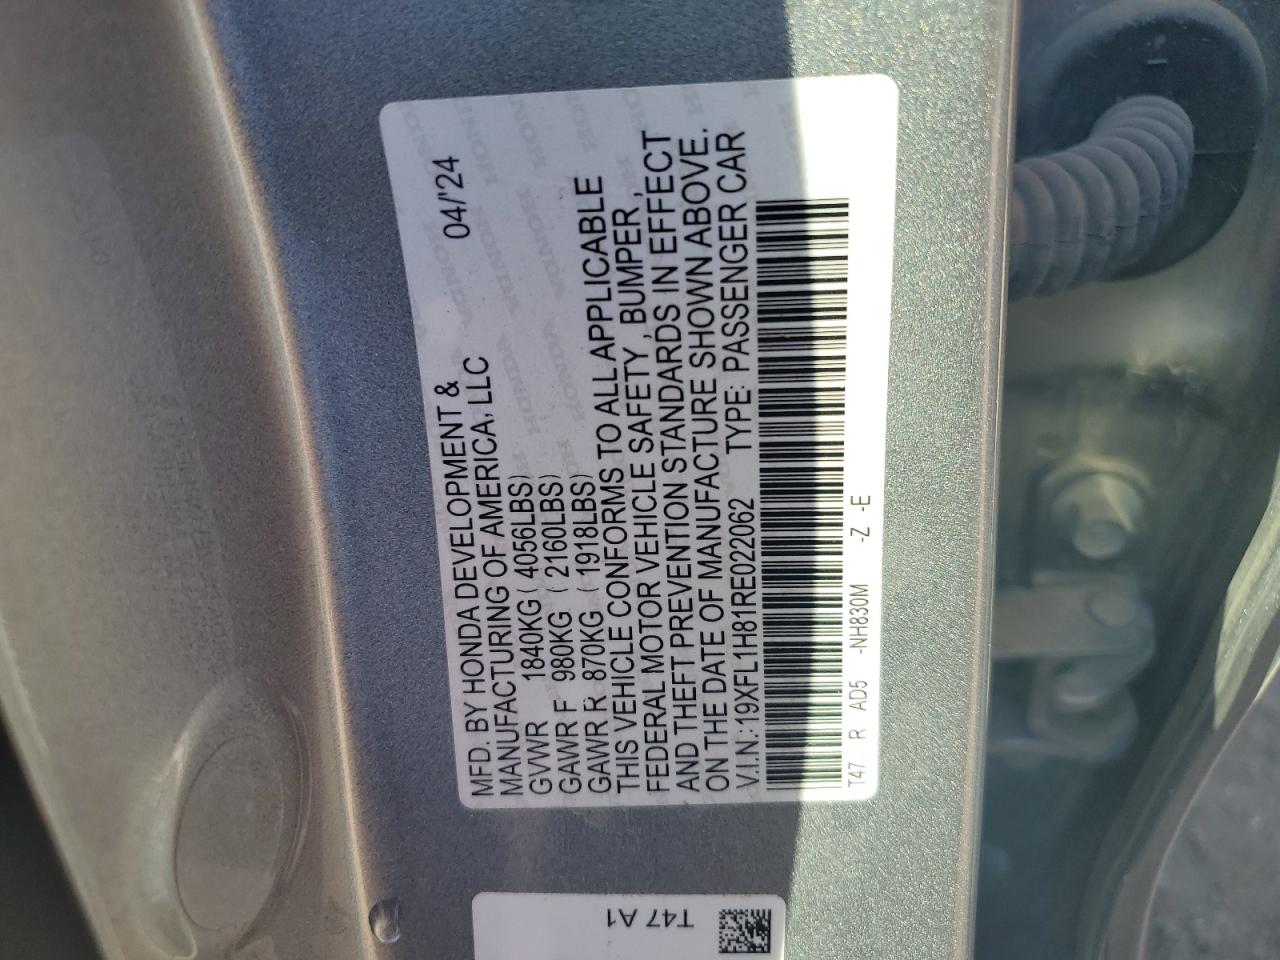 MFD. BY HONDA DEVELOPMENT &
MANUFACTURING OF AMERICA, LLC 04/'24
GVWR 1840KG ( 4056LBS)
GAWR F 980KG ( 2160LBS)
GAWR R 870KG ( 1918LBS)
THIS VEHICLE CONFORMS TO ALL APPLICABLE
FEDERAL MOTOR VEHICLE SAFETY , BUMPER ,
AND THEFT PREVENTION STANDARDS IN EFFECT
ON THE DATE OF MANUFACTURE SHOWN ABOVE.
V.I.N.:19XFL1H81RE022062 TYPE: PASSENGER CAR
T47 R AD5 -NH830M -Z -E
T47 A1